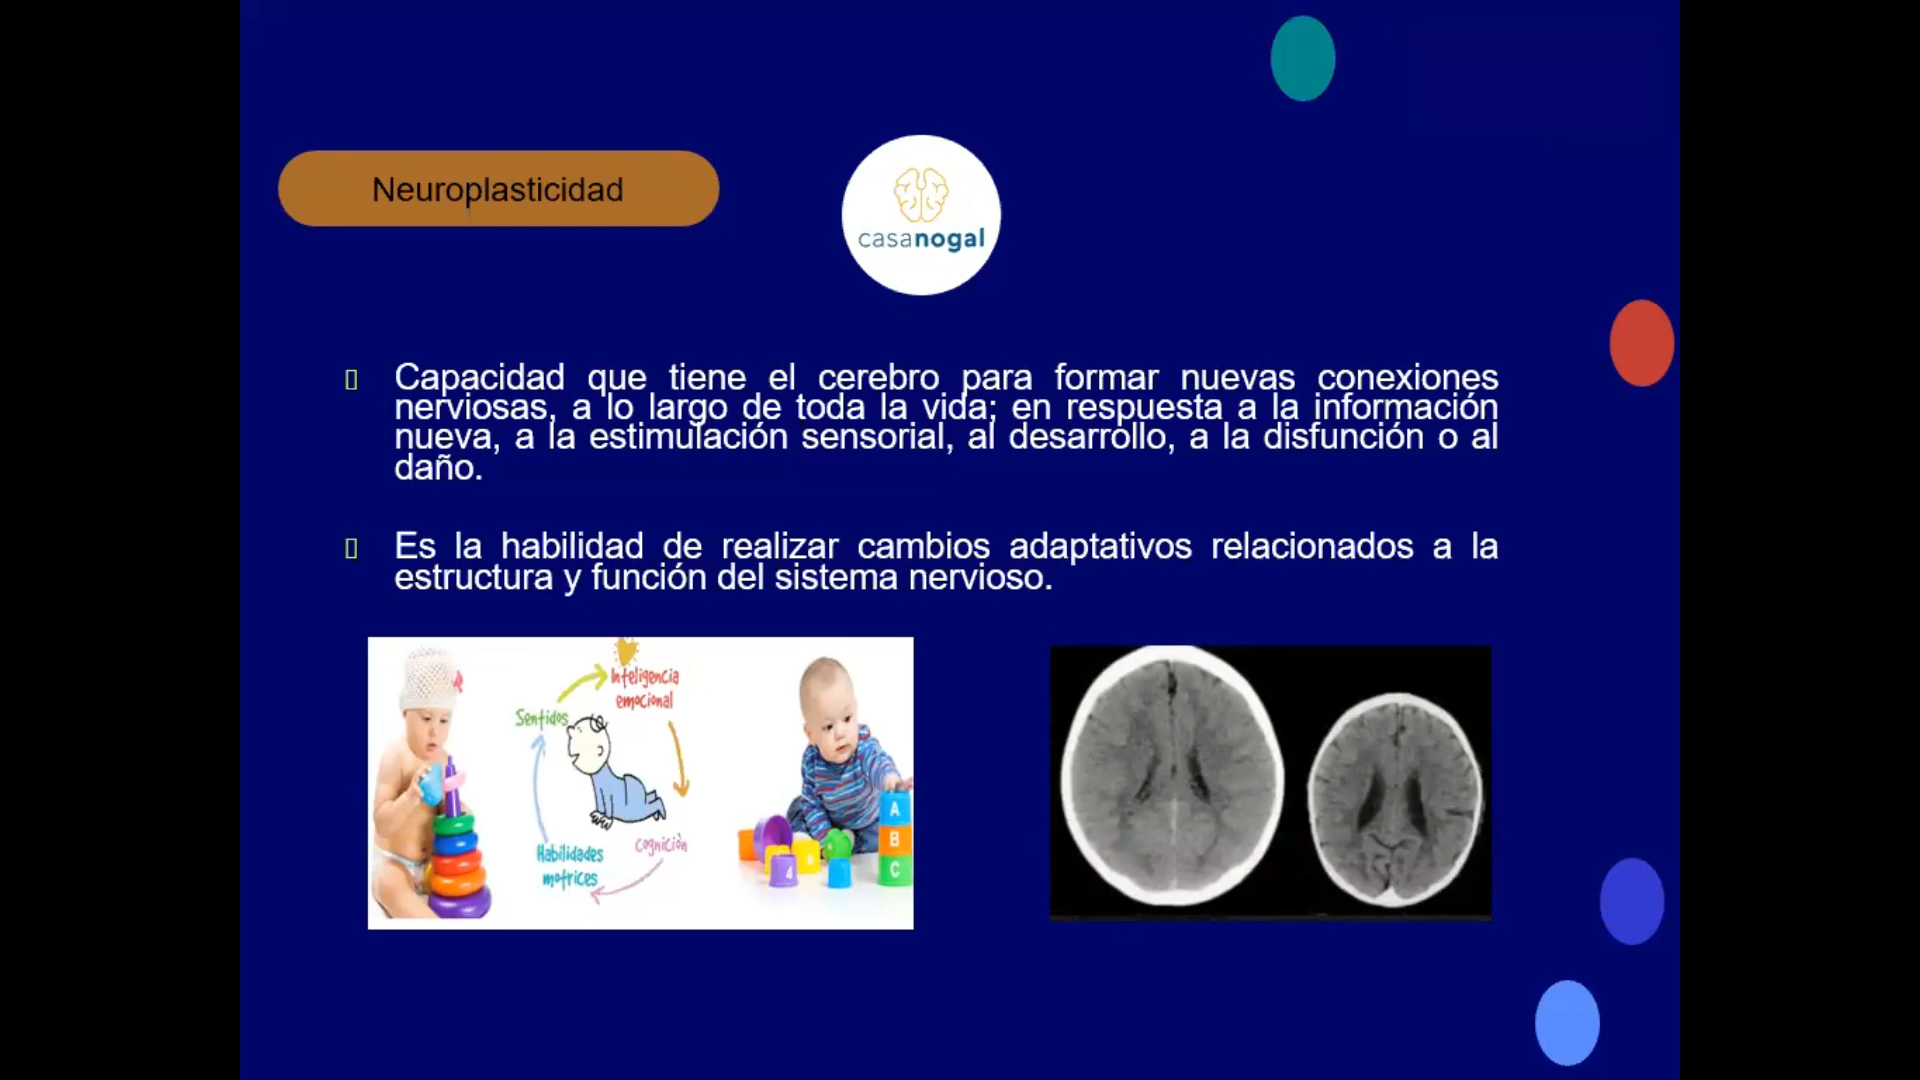 Neuroplasticidad
casanogal
Capacidad que tiene el cerebro para formar nuevas conexiones
nerviosas, a lo largo de toda la vida; en respuesta a la información
nueva, a la estimulación sensorial, al desarrollo, a la disfunción o al
daño.
Es la habilidad de realizar cambios adaptativos relacionados a la
estructura y función del sistema nervioso.
Inteligencia
emocional
Sentidos
Cognición
Habilidades
motrices
A
B
C
4